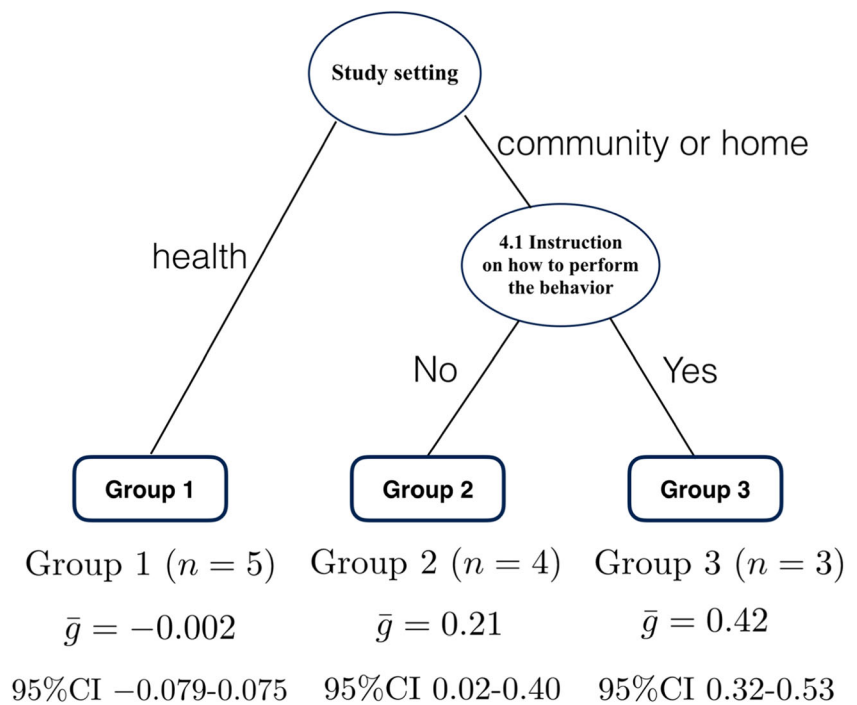 Study setting
community or home
health
4.1 Instruction
on how to perform
the behavior
No
Yes
Group 1
Group 2
Group 3
Group 1 (n = 5)
Group 2 (n = 4)
Group 3 (n = 3)
ḡ = −0.002
ḡ = 0.21
ḡ = 0.42
95%CI −0.079-0.075
95%CI 0.02-0.40
95%CI 0.32-0.53